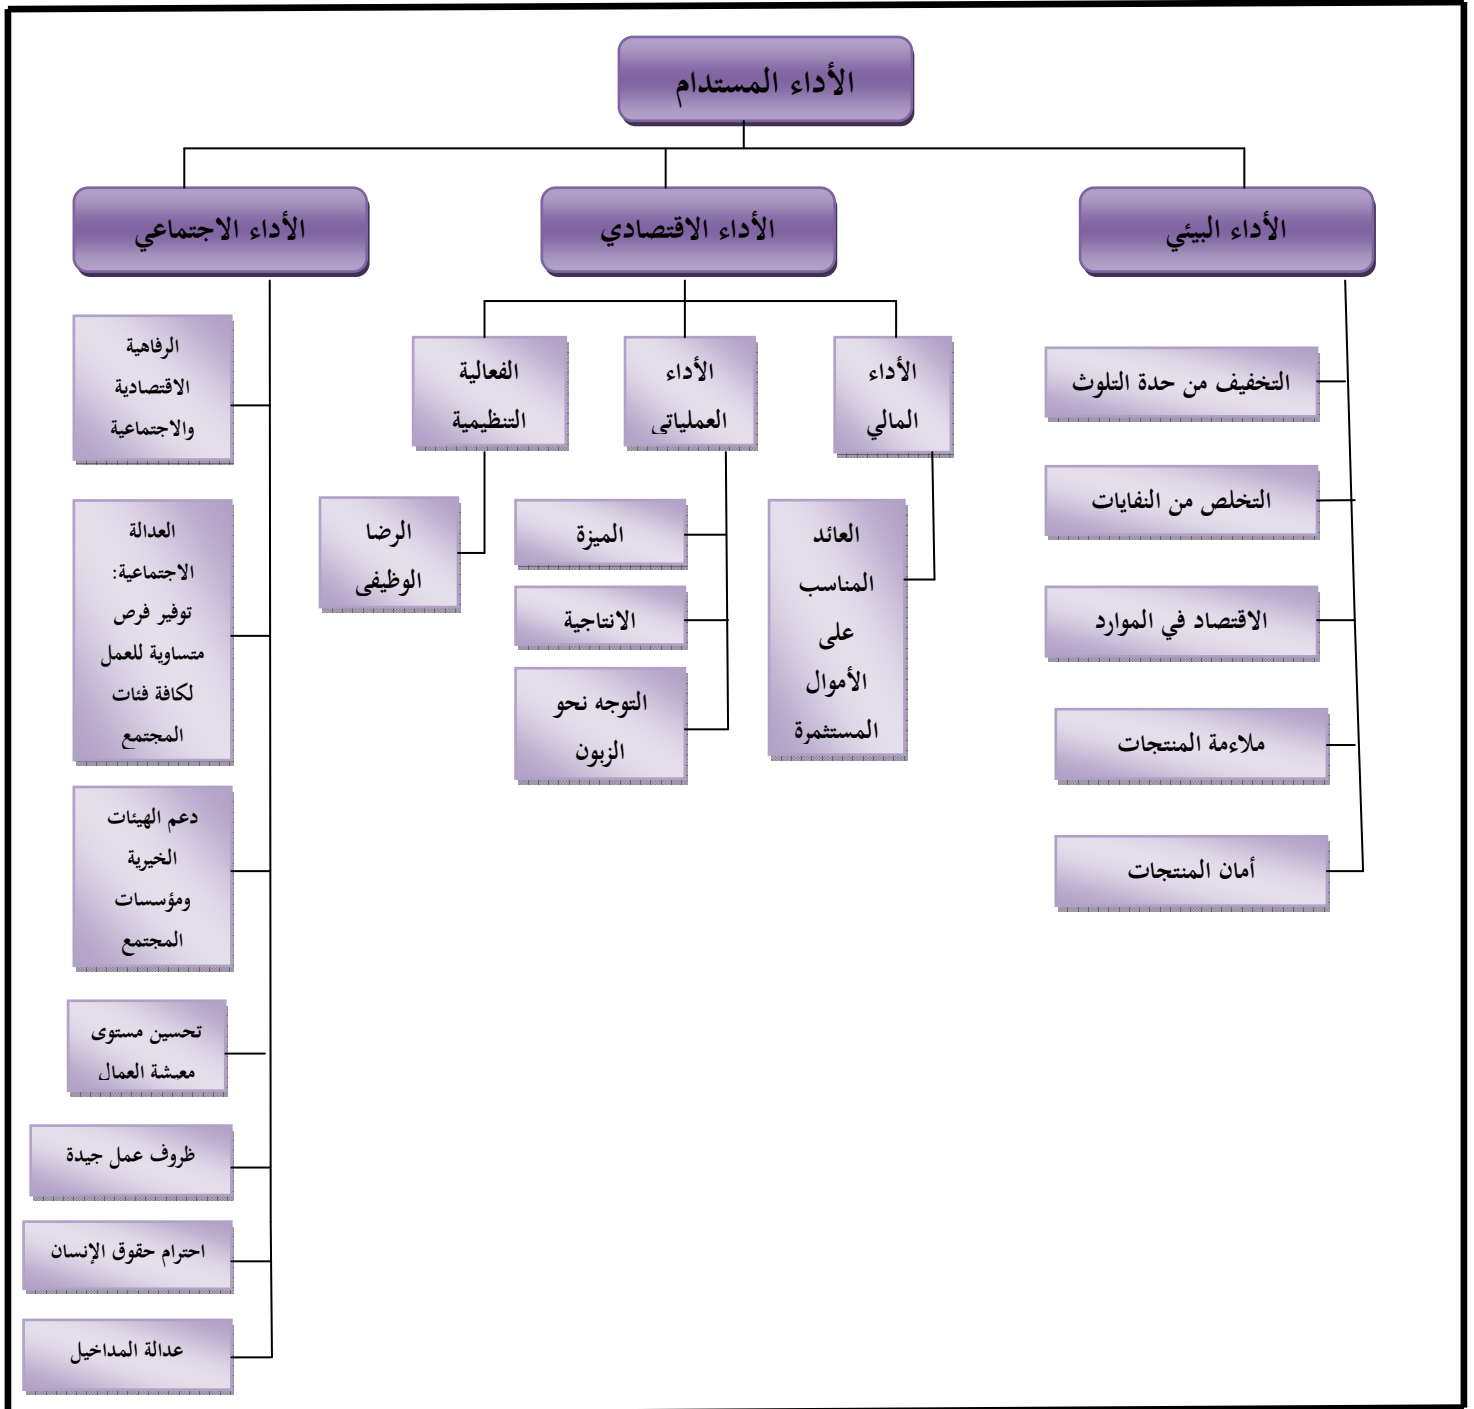 الأداء المستدام
الأداء البيئي
الأداء الاقتصادي
الأداء الاجتماعي
التخفيف من حدة التلوث
التخلص من النفايات
الاقتصاد في الموارد
ملاءمة المنتجات
أمان المنتجات
الأداء
المالي
العائد
المناسب
على
الأموال
المستثمرة
الأداء
العملياتي
الميزة
الانتاجية
التوجه نحو
الزبون
الفعالية
التنظيمية
الرضا
الوظيفي
الرفاهية
الاقتصادية
والاجتماعية
العدالة
الاجتماعية:
توفير فرص
متساوية للعمل
لكافة فئات
المجتمع
دعم الهيئات
الخيرية
ومؤسسات
المجتمع
تحسين مستوى
معيشة العمال
ظروف عمل جيدة
احترام حقوق الإنسان
عدالة المداخيل